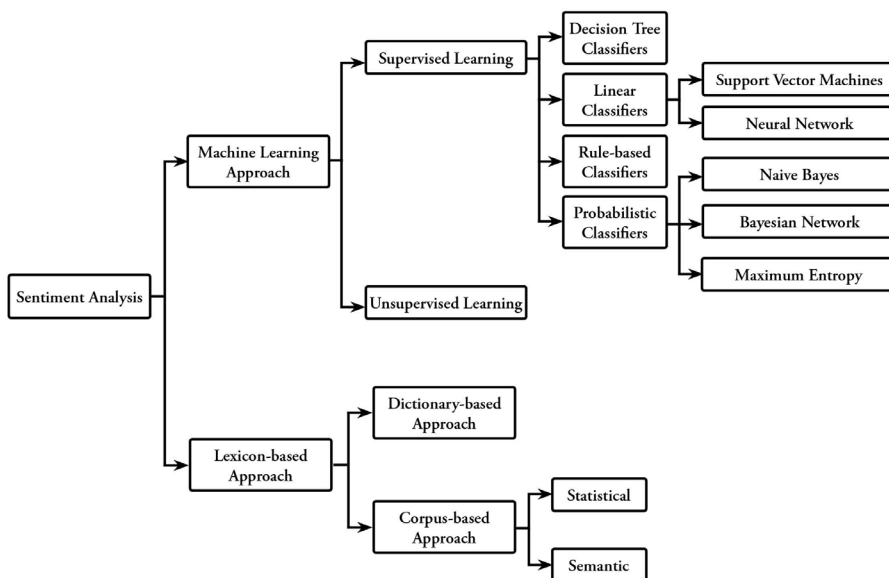 Decision Tree
Classifiers
Supervised Learning
Linear
Classifiers
Support Vector Machines
Neural Network
Machine Learning
Approach
Rule-based
Classifiers
Naive Bayes
Probabilistic
Classifiers
Bayesian Network
Maximum Entropy
Sentiment Analysis
Unsupervised Learning
Dictionary-based
Approach
Lexicon-based
Approach
Statistical
Corpus-based
Approach
Semantic